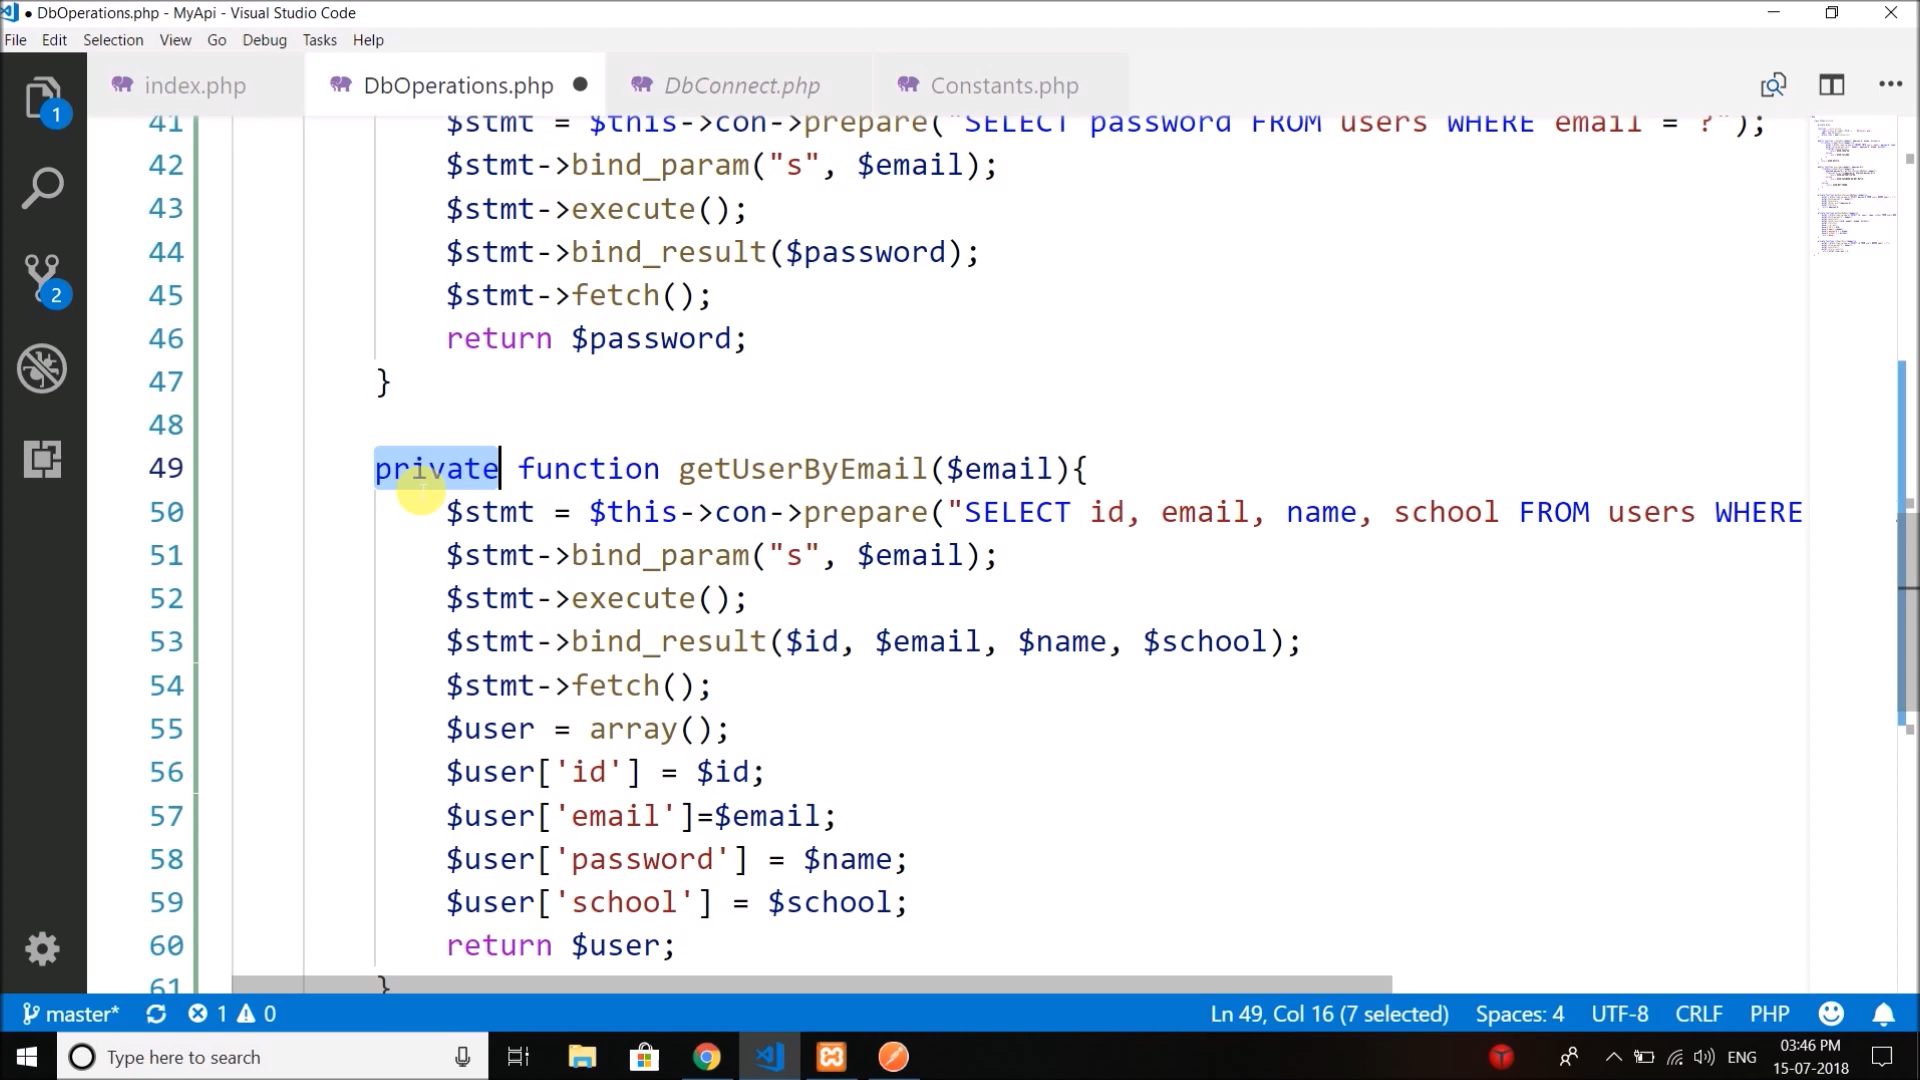 DbOperations.php - MyApi - Visual Studio Code
File Edit Selection View Go Debug Tasks Help
index.php DbOperations.php DbConnect.php Constants.php
1
2
41 $stmt = $this->con->prepare("SELECT password FROM users WHERE email = ?");
42 $stmt->bind_param("s", $email);
43 $stmt->execute();
44 $stmt->bind_result($password);
45 $stmt->fetch();
46 return $password;
47 }
48
49 private function getUserByEmail($email){
50 $stmt = $this->con->prepare("SELECT id, email, name, school FROM users WHERE
51 $stmt->bind_param("s", $email);
52 $stmt->execute();
53 $stmt->bind_result($id, $email, $name, $school);
54 $stmt->fetch();
55 $user = array();
56 $user['id'] = $id;
57 $user['email']=$email;
58 $user['password'] = $name;
59 $user['school'] = $school;
60 return $user;
61 }
master* 1 0 Ln 49, Col 16 (7 selected) Spaces: 4 UTF-8 CRLF PHP
Type here to search ENG 03:46 PM
15-07-2018